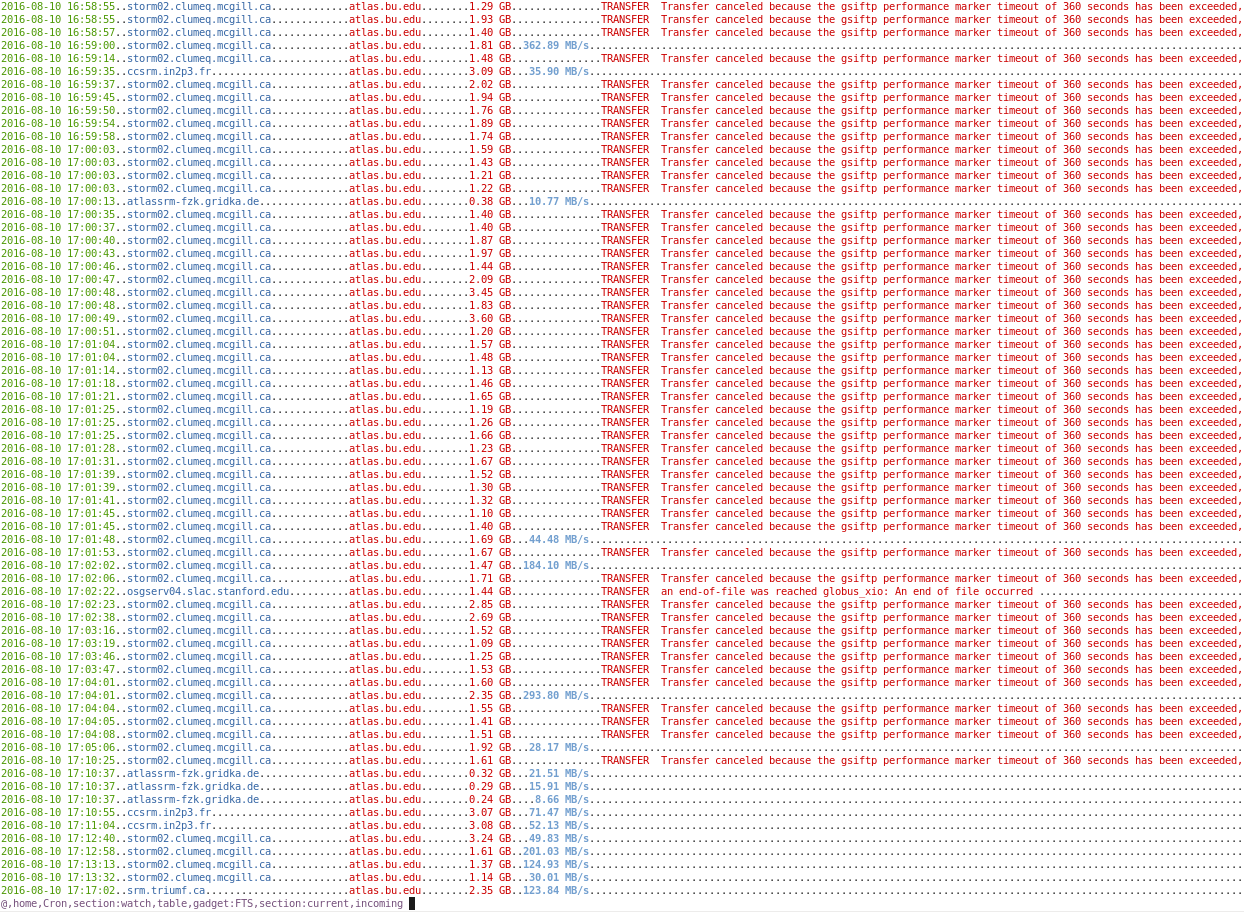 2016-08-10 16:58:55..storm02.clumeq.mcgill.ca.............atlas.bu.edu........1.29 GB...............TRANSFER  Transfer canceled because the gsiftp performance marker timeout of 360 seconds has been exceeded,
2016-08-10 16:58:55..storm02.clumeq.mcgill.ca.............atlas.bu.edu........1.93 GB...............TRANSFER  Transfer canceled because the gsiftp performance marker timeout of 360 seconds has been exceeded,
2016-08-10 16:58:57..storm02.clumeq.mcgill.ca.............atlas.bu.edu........1.40 GB...............TRANSFER  Transfer canceled because the gsiftp performance marker timeout of 360 seconds has been exceeded,
2016-08-10 16:59:00..storm02.clumeq.mcgill.ca.............atlas.bu.edu........1.81 GB..362.89 MB/s.............................................................................................................
2016-08-10 16:59:14..storm02.clumeq.mcgill.ca.............atlas.bu.edu........1.48 GB...............TRANSFER  Transfer canceled because the gsiftp performance marker timeout of 360 seconds has been exceeded,
2016-08-10 16:59:35..ccsrm.in2p3.fr.......................atlas.bu.edu........3.09 GB...35.90 MB/s.............................................................................................................
2016-08-10 16:59:37..storm02.clumeq.mcgill.ca.............atlas.bu.edu........2.02 GB...............TRANSFER  Transfer canceled because the gsiftp performance marker timeout of 360 seconds has been exceeded,
2016-08-10 16:59:45..storm02.clumeq.mcgill.ca.............atlas.bu.edu........1.94 GB...............TRANSFER  Transfer canceled because the gsiftp performance marker timeout of 360 seconds has been exceeded,
2016-08-10 16:59:50..storm02.clumeq.mcgill.ca.............atlas.bu.edu........1.76 GB...............TRANSFER  Transfer canceled because the gsiftp performance marker timeout of 360 seconds has been exceeded,
2016-08-10 16:59:54..storm02.clumeq.mcgill.ca.............atlas.bu.edu........1.89 GB...............TRANSFER  Transfer canceled because the gsiftp performance marker timeout of 360 seconds has been exceeded,
2016-08-10 16:59:58..storm02.clumeq.mcgill.ca.............atlas.bu.edu........1.74 GB...............TRANSFER  Transfer canceled because the gsiftp performance marker timeout of 360 seconds has been exceeded,
2016-08-10 17:00:03..storm02.clumeq.mcgill.ca.............atlas.bu.edu........1.59 GB...............TRANSFER  Transfer canceled because the gsiftp performance marker timeout of 360 seconds has been exceeded,
2016-08-10 17:00:03..storm02.clumeq.mcgill.ca.............atlas.bu.edu........1.43 GB...............TRANSFER  Transfer canceled because the gsiftp performance marker timeout of 360 seconds has been exceeded,
2016-08-10 17:00:03..storm02.clumeq.mcgill.ca.............atlas.bu.edu........1.21 GB...............TRANSFER  Transfer canceled because the gsiftp performance marker timeout of 360 seconds has been exceeded,
2016-08-10 17:00:03..storm02.clumeq.mcgill.ca.............atlas.bu.edu........1.22 GB...............TRANSFER  Transfer canceled because the gsiftp performance marker timeout of 360 seconds has been exceeded,
2016-08-10 17:00:13..atlassrm-fzk.gridka.de...............atlas.bu.edu........0.38 GB...10.77 MB/s.............................................................................................................
2016-08-10 17:00:35..storm02.clumeq.mcgill.ca.............atlas.bu.edu........1.40 GB...............TRANSFER  Transfer canceled because the gsiftp performance marker timeout of 360 seconds has been exceeded,
2016-08-10 17:00:37..storm02.clumeq.mcgill.ca.............atlas.bu.edu........1.40 GB...............TRANSFER  Transfer canceled because the gsiftp performance marker timeout of 360 seconds has been exceeded,
2016-08-10 17:00:40..storm02.clumeq.mcgill.ca.............atlas.bu.edu........1.87 GB...............TRANSFER  Transfer canceled because the gsiftp performance marker timeout of 360 seconds has been exceeded,
2016-08-10 17:00:43..storm02.clumeq.mcgill.ca.............atlas.bu.edu........1.97 GB...............TRANSFER  Transfer canceled because the gsiftp performance marker timeout of 360 seconds has been exceeded,
2016-08-10 17:00:46..storm02.clumeq.mcgill.ca.............atlas.bu.edu........1.44 GB...............TRANSFER  Transfer canceled because the gsiftp performance marker timeout of 360 seconds has been exceeded,
2016-08-10 17:00:47..storm02.clumeq.mcgill.ca.............atlas.bu.edu........2.09 GB...............TRANSFER  Transfer canceled because the gsiftp performance marker timeout of 360 seconds has been exceeded,
2016-08-10 17:00:48..storm02.clumeq.mcgill.ca.............atlas.bu.edu........3.45 GB...............TRANSFER  Transfer canceled because the gsiftp performance marker timeout of 360 seconds has been exceeded,
2016-08-10 17:00:48..storm02.clumeq.mcgill.ca.............atlas.bu.edu........1.83 GB...............TRANSFER  Transfer canceled because the gsiftp performance marker timeout of 360 seconds has been exceeded,
2016-08-10 17:00:49..storm02.clumeq.mcgill.ca.............atlas.bu.edu........3.60 GB...............TRANSFER  Transfer canceled because the gsiftp performance marker timeout of 360 seconds has been exceeded,
2016-08-10 17:00:51..storm02.clumeq.mcgill.ca.............atlas.bu.edu........1.20 GB...............TRANSFER  Transfer canceled because the gsiftp performance marker timeout of 360 seconds has been exceeded,
2016-08-10 17:01:04..storm02.clumeq.mcgill.ca.............atlas.bu.edu........1.57 GB...............TRANSFER  Transfer canceled because the gsiftp performance marker timeout of 360 seconds has been exceeded,
2016-08-10 17:01:04..storm02.clumeq.mcgill.ca.............atlas.bu.edu........1.48 GB...............TRANSFER  Transfer canceled because the gsiftp performance marker timeout of 360 seconds has been exceeded,
2016-08-10 17:01:14..storm02.clumeq.mcgill.ca.............atlas.bu.edu........1.13 GB...............TRANSFER  Transfer canceled because the gsiftp performance marker timeout of 360 seconds has been exceeded,
2016-08-10 17:01:18..storm02.clumeq.mcgill.ca.............atlas.bu.edu........1.46 GB...............TRANSFER  Transfer canceled because the gsiftp performance marker timeout of 360 seconds has been exceeded,
2016-08-10 17:01:21..storm02.clumeq.mcgill.ca.............atlas.bu.edu........1.65 GB...............TRANSFER  Transfer canceled because the gsiftp performance marker timeout of 360 seconds has been exceeded,
2016-08-10 17:01:25..storm02.clumeq.mcgill.ca.............atlas.bu.edu........1.19 GB...............TRANSFER  Transfer canceled because the gsiftp performance marker timeout of 360 seconds has been exceeded,
2016-08-10 17:01:25..storm02.clumeq.mcgill.ca.............atlas.bu.edu........1.26 GB...............TRANSFER  Transfer canceled because the gsiftp performance marker timeout of 360 seconds has been exceeded,
2016-08-10 17:01:25..storm02.clumeq.mcgill.ca.............atlas.bu.edu........1.66 GB...............TRANSFER  Transfer canceled because the gsiftp performance marker timeout of 360 seconds has been exceeded,
2016-08-10 17:01:28..storm02.clumeq.mcgill.ca.............atlas.bu.edu........1.23 GB...............TRANSFER  Transfer canceled because the gsiftp performance marker timeout of 360 seconds has been exceeded,
2016-08-10 17:01:31..storm02.clumeq.mcgill.ca.............atlas.bu.edu........1.67 GB...............TRANSFER  Transfer canceled because the gsiftp performance marker timeout of 360 seconds has been exceeded,
2016-08-10 17:01:39..storm02.clumeq.mcgill.ca.............atlas.bu.edu........1.52 GB...............TRANSFER  Transfer canceled because the gsiftp performance marker timeout of 360 seconds has been exceeded,
2016-08-10 17:01:39..storm02.clumeq.mcgill.ca.............atlas.bu.edu........1.30 GB...............TRANSFER  Transfer canceled because the gsiftp performance marker timeout of 360 seconds has been exceeded,
2016-08-10 17:01:41..storm02.clumeq.mcgill.ca.............atlas.bu.edu........1.32 GB...............TRANSFER  Transfer canceled because the gsiftp performance marker timeout of 360 seconds has been exceeded,
2016-08-10 17:01:45..storm02.clumeq.mcgill.ca.............atlas.bu.edu........1.10 GB...............TRANSFER  Transfer canceled because the gsiftp performance marker timeout of 360 seconds has been exceeded,
2016-08-10 17:01:45..storm02.clumeq.mcgill.ca.............atlas.bu.edu........1.40 GB...............TRANSFER  Transfer canceled because the gsiftp performance marker timeout of 360 seconds has been exceeded,
2016-08-10 17:01:48..storm02.clumeq.mcgill.ca.............atlas.bu.edu........1.69 GB...44.48 MB/s.............................................................................................................
2016-08-10 17:01:53..storm02.clumeq.mcgill.ca.............atlas.bu.edu........1.67 GB...............TRANSFER  Transfer canceled because the gsiftp performance marker timeout of 360 seconds has been exceeded,
2016-08-10 17:02:02..storm02.clumeq.mcgill.ca.............atlas.bu.edu........1.47 GB..184.10 MB/s.............................................................................................................
2016-08-10 17:02:06..storm02.clumeq.mcgill.ca.............atlas.bu.edu........1.71 GB...............TRANSFER  Transfer canceled because the gsiftp performance marker timeout of 360 seconds has been exceeded,
2016-08-10 17:02:22..osgserv04.slac.stanford.edu..........atlas.bu.edu........1.44 GB...............TRANSFER  an end-of-file was reached globus_xio: An end of file occurred ..................................
2016-08-10 17:02:23..storm02.clumeq.mcgill.ca.............atlas.bu.edu........2.85 GB...............TRANSFER  Transfer canceled because the gsiftp performance marker timeout of 360 seconds has been exceeded,
2016-08-10 17:02:38..storm02.clumeq.mcgill.ca.............atlas.bu.edu........2.69 GB...............TRANSFER  Transfer canceled because the gsiftp performance marker timeout of 360 seconds has been exceeded,
2016-08-10 17:03:16..storm02.clumeq.mcgill.ca.............atlas.bu.edu........1.52 GB...............TRANSFER  Transfer canceled because the gsiftp performance marker timeout of 360 seconds has been exceeded,
2016-08-10 17:03:19..storm02.clumeq.mcgill.ca.............atlas.bu.edu........1.09 GB...............TRANSFER  Transfer canceled because the gsiftp performance marker timeout of 360 seconds has been exceeded,
2016-08-10 17:03:46..storm02.clumeq.mcgill.ca.............atlas.bu.edu........1.25 GB...............TRANSFER  Transfer canceled because the gsiftp performance marker timeout of 360 seconds has been exceeded,
2016-08-10 17:03:47..storm02.clumeq.mcgill.ca.............atlas.bu.edu........1.53 GB...............TRANSFER  Transfer canceled because the gsiftp performance marker timeout of 360 seconds has been exceeded,
2016-08-10 17:04:01..storm02.clumeq.mcgill.ca.............atlas.bu.edu........1.60 GB...............TRANSFER  Transfer canceled because the gsiftp performance marker timeout of 360 seconds has been exceeded,
2016-08-10 17:04:01..storm02.clumeq.mcgill.ca.............atlas.bu.edu........2.35 GB..293.80 MB/s.............................................................................................................
2016-08-10 17:04:04..storm02.clumeq.mcgill.ca.............atlas.bu.edu........1.55 GB...............TRANSFER  Transfer canceled because the gsiftp performance marker timeout of 360 seconds has been exceeded,
2016-08-10 17:04:05..storm02.clumeq.mcgill.ca.............atlas.bu.edu........1.41 GB...............TRANSFER  Transfer canceled because the gsiftp performance marker timeout of 360 seconds has been exceeded,
2016-08-10 17:04:08..storm02.clumeq.mcgill.ca.............atlas.bu.edu........1.51 GB...............TRANSFER  Transfer canceled because the gsiftp performance marker timeout of 360 seconds has been exceeded,
2016-08-10 17:05:06..storm02.clumeq.mcgill.ca.............atlas.bu.edu........1.92 GB...28.17 MB/s.............................................................................................................
2016-08-10 17:10:25..storm02.clumeq.mcgill.ca.............atlas.bu.edu........1.61 GB...............TRANSFER  Transfer canceled because the gsiftp performance marker timeout of 360 seconds has been exceeded,
2016-08-10 17:10:37..atlassrm-fzk.gridka.de...............atlas.bu.edu........0.32 GB...21.51 MB/s.............................................................................................................
2016-08-10 17:10:37..atlassrm-fzk.gridka.de...............atlas.bu.edu........0.29 GB...15.91 MB/s.............................................................................................................
2016-08-10 17:10:37..atlassrm-fzk.gridka.de...............atlas.bu.edu........0.24 GB....8.66 MB/s.............................................................................................................
2016-08-10 17:10:55..ccsrm.in2p3.fr.......................atlas.bu.edu........3.07 GB...71.47 MB/s.............................................................................................................
2016-08-10 17:11:04..ccsrm.in2p3.fr.......................atlas.bu.edu........3.08 GB...52.13 MB/s.............................................................................................................
2016-08-10 17:12:40..storm02.clumeq.mcgill.ca.............atlas.bu.edu........3.24 GB...49.83 MB/s.............................................................................................................
2016-08-10 17:12:58..storm02.clumeq.mcgill.ca.............atlas.bu.edu........1.61 GB..201.03 MB/s.............................................................................................................
2016-08-10 17:13:13..storm02.clumeq.mcgill.ca.............atlas.bu.edu........1.37 GB..124.93 MB/s.............................................................................................................
2016-08-10 17:13:32..storm02.clumeq.mcgill.ca.............atlas.bu.edu........1.14 GB...30.01 MB/s.............................................................................................................
2016-08-10 17:17:02..srm.triumf.ca........................atlas.bu.edu........2.35 GB..123.84 MB/s.............................................................................................................
@,home,Cron,section:watch,table,gadget:FTS,section:current,incoming